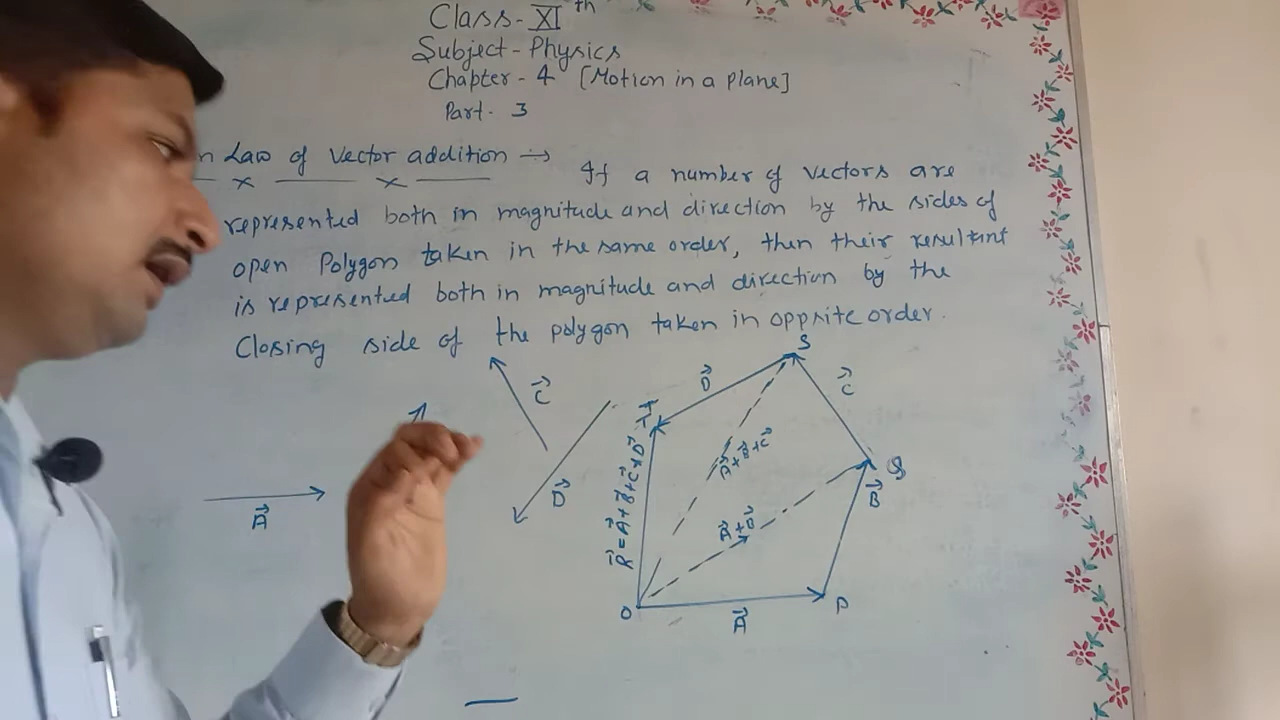 Class-XIth
Subject-Physics
Chapter-4 [Motion in a plane]
Part-3
n Law of Vector addition →
If a number of vectors are
represented both in magnitude and direction by the sides of
open Polygon taken in the same order, then their resultant
is represented both in magnitude and direction by the
Closing side of the polygon taken in opposite order.
A⃗
C⃗
D⃗
O
P
Q
S
T
A⃗
B⃗
C⃗
D⃗
A⃗+B⃗
A⃗+B⃗+C⃗
R⃗=A⃗+B⃗+C⃗+D⃗